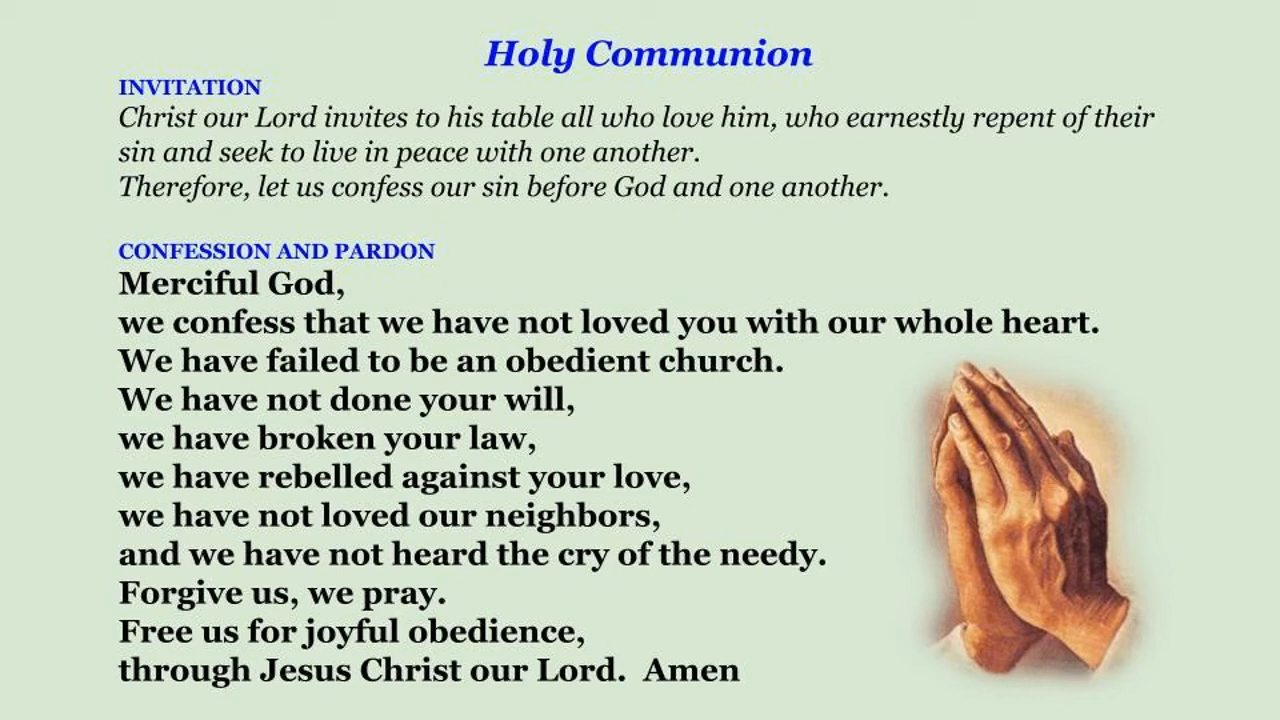 Holy Communion
INVITATION
Christ our Lord invites to his table all who love him, who earnestly repent of their
sin and seek to live in peace with one another.
Therefore, let us confess our sin before God and one another.
CONFESSION AND PARDON
Merciful God,
we confess that we have not loved you with our whole heart.
We have failed to be an obedient church.
We have not done your will,
we have broken your law,
we have rebelled against your love,
we have not loved our neighbors,
and we have not heard the cry of the needy.
Forgive us, we pray.
Free us for joyful obedience,
through Jesus Christ our Lord.  Amen